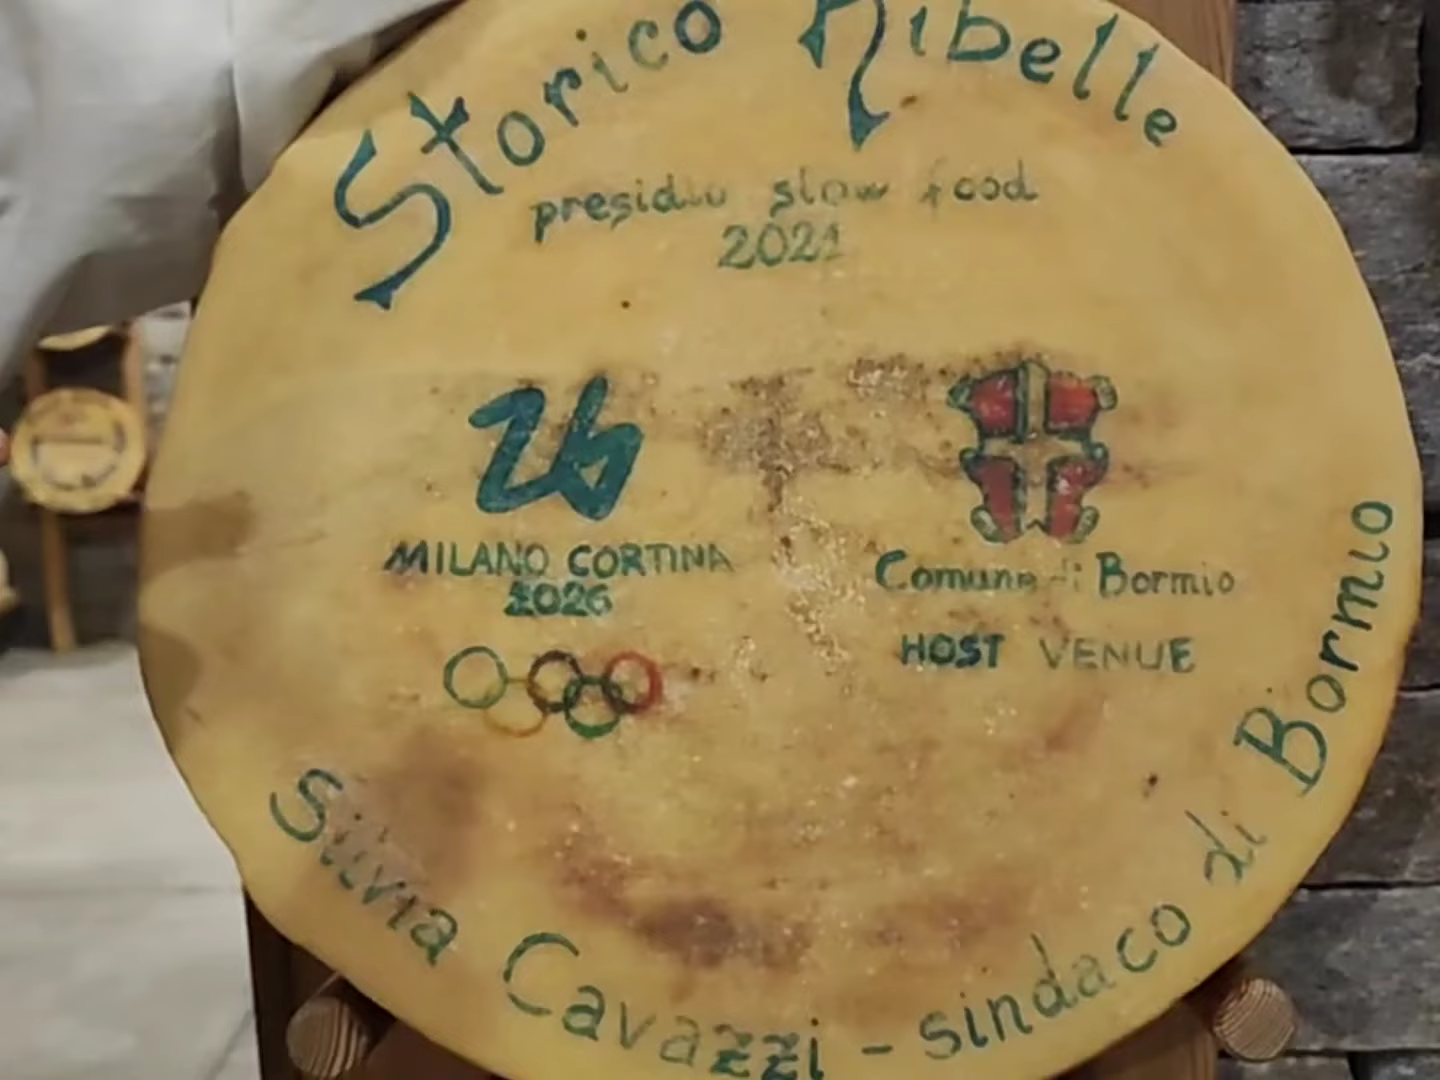 Storico Ribelle
presidio slow food
2021
26
MILANO CORTINA
2026
Comune di Bormio
HOST VENUE
Silvia Cavazzi - sindaco di Bormio